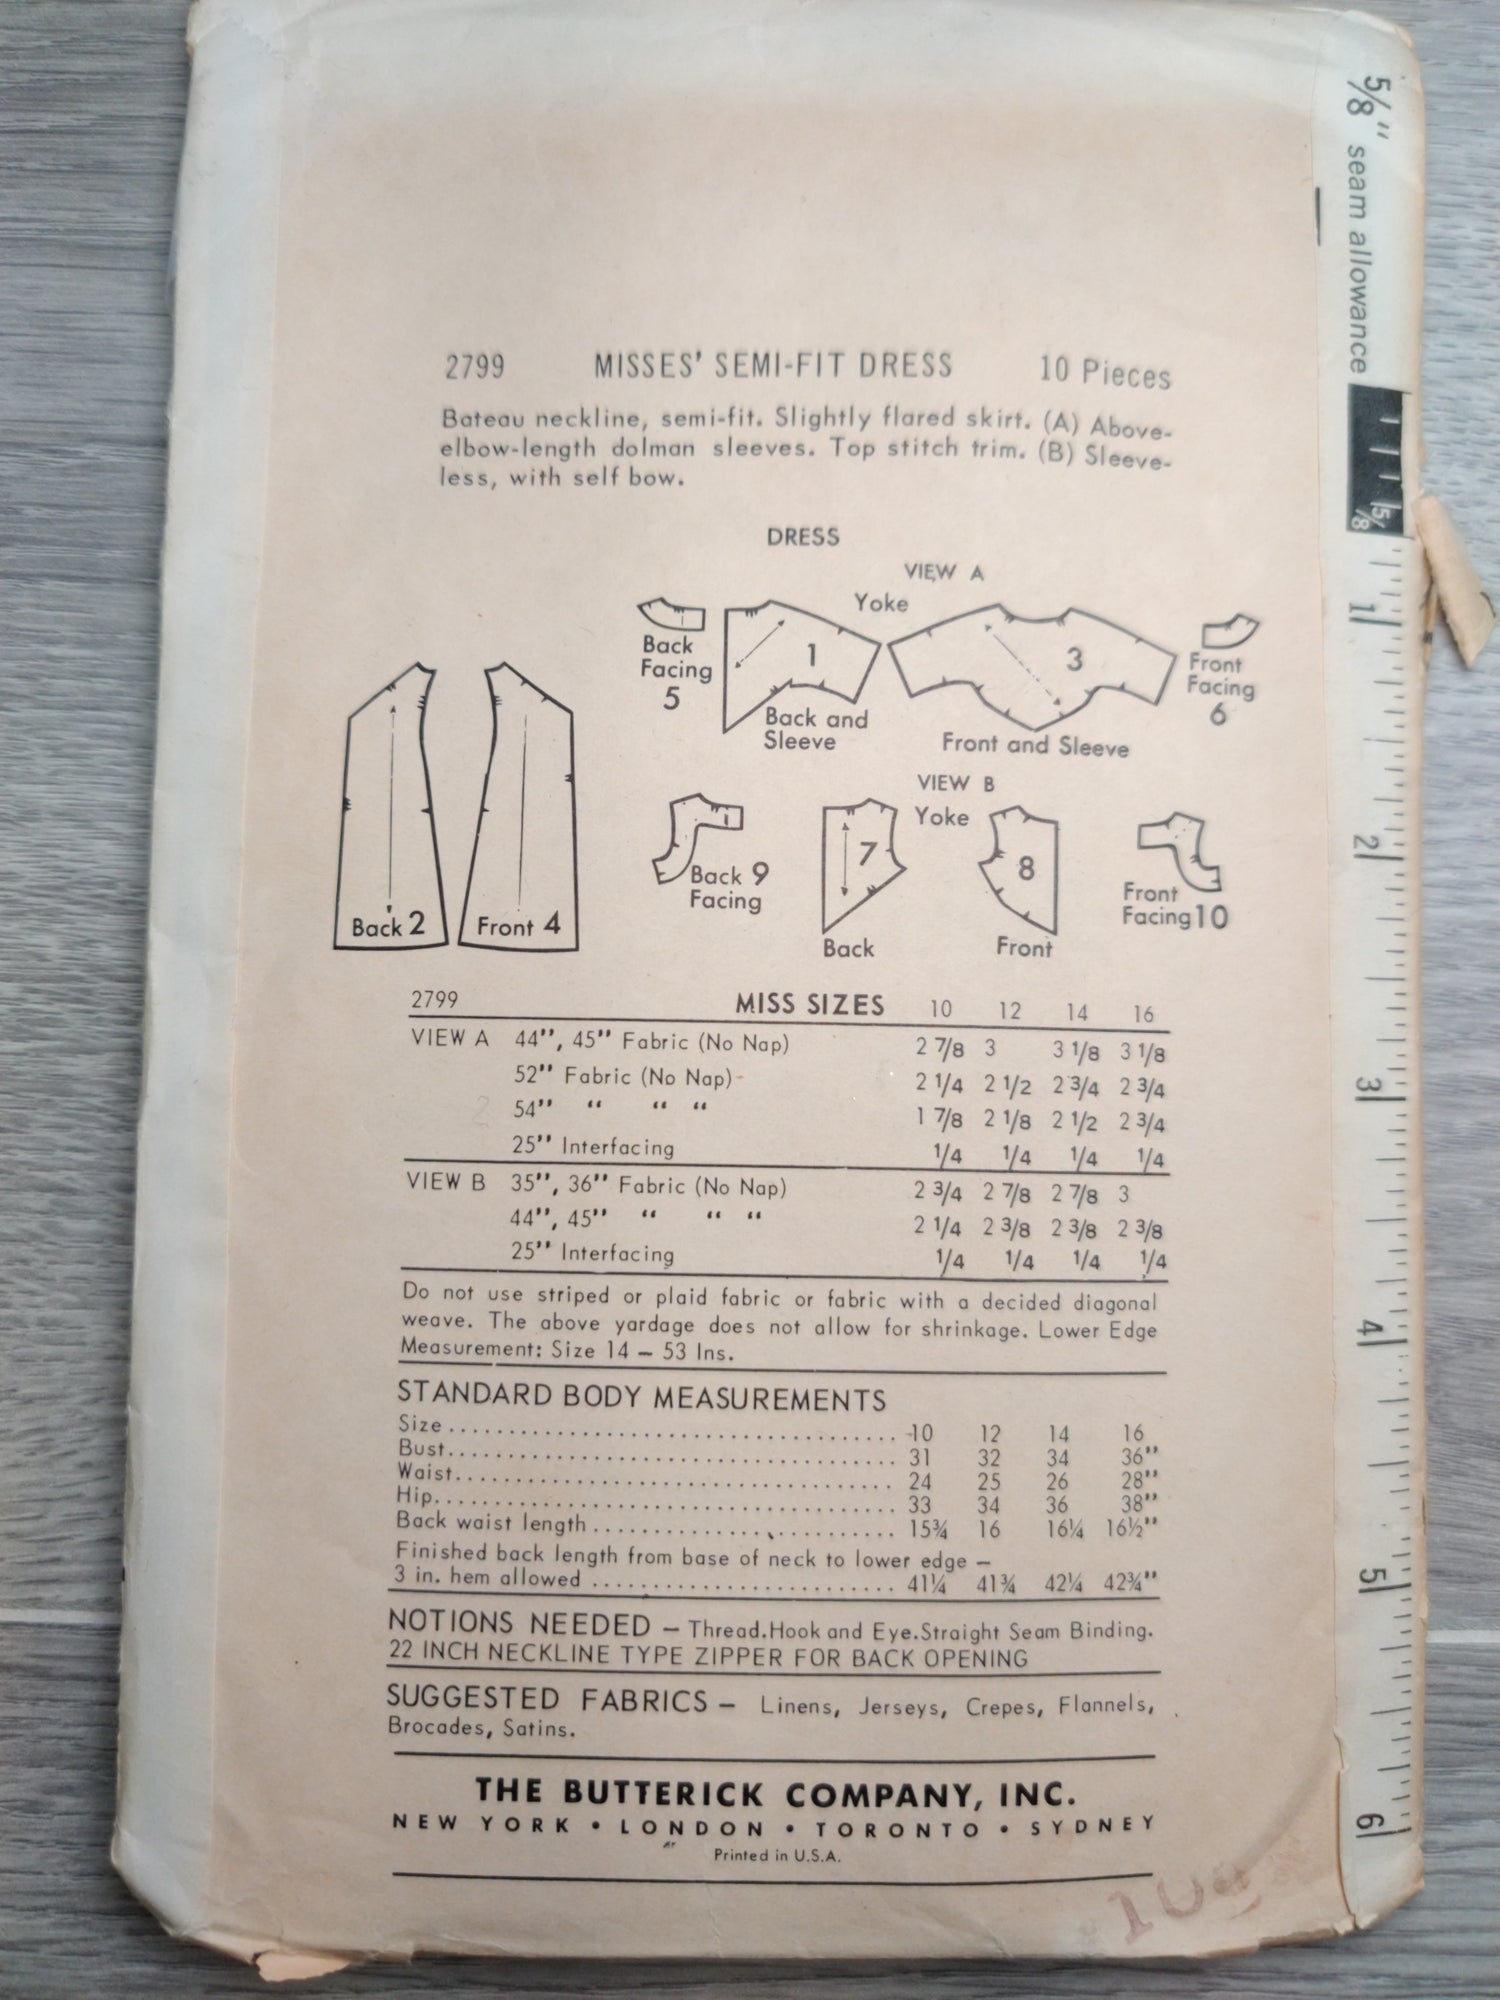 5/8" seam allowance
2799 MISSES' SEMI-FIT DRESS 10 Pieces
Bateau neckline, semi-fit. Slightly flared skirt. (A) Above-
elbow-length dolman sleeves. Top stitch trim. (B) Sleeve-
less, with self bow.
DRESS
VIEW A
Yoke
Back
Facing
5
1
Back and
Sleeve
3
Front and Sleeve
Front
Facing
6
VIEW B
Yoke
Back 2
Front 4
Back 9
Facing
7
Back
8
Front
Front
Facing 10
2799 MISS SIZES 10 12 14 16
VIEW A 44", 45" Fabric (No Nap) 2 7/8 3 3 1/8 3 1/8
52" Fabric (No Nap) 2 1/4 2 1/2 2 3/4 2 3/4
54" " " " 1 7/8 2 1/8 2 1/2 2 3/4
25" Interfacing 1/4 1/4 1/4 1/4
VIEW B 35", 36" Fabric (No Nap) 2 3/4 2 7/8 2 7/8 3
44", 45" " " " 2 1/4 2 3/8 2 3/8 2 3/8
25" Interfacing 1/4 1/4 1/4 1/4
Do not use striped or plaid fabric or fabric with a decided diagonal
weave. The above yardage does not allow for shrinkage. Lower Edge
Measurement: Size 14 – 53 Ins.
STANDARD BODY MEASUREMENTS
Size 10 12 14 16
Bust 31 32 34 36"
Waist 24 25 26 28"
Hip 33 34 36 38"
Back waist length 15¾ 16 16¼ 16½"
Finished back length from base of neck to lower edge –
3 in. hem allowed 41¼ 41¾ 42¼ 42¾"
NOTIONS NEEDED – Thread.Hook and Eye.Straight Seam Binding.
22 INCH NECKLINE TYPE ZIPPER FOR BACK OPENING
SUGGESTED FABRICS – Linens, Jerseys, Crepes, Flannels,
Brocades, Satins.
THE BUTTERICK COMPANY, INC.
NEW YORK • LONDON • TORONTO • SYDNEY
Printed in U.S.A.
5/8
1
2
3
4
5
6